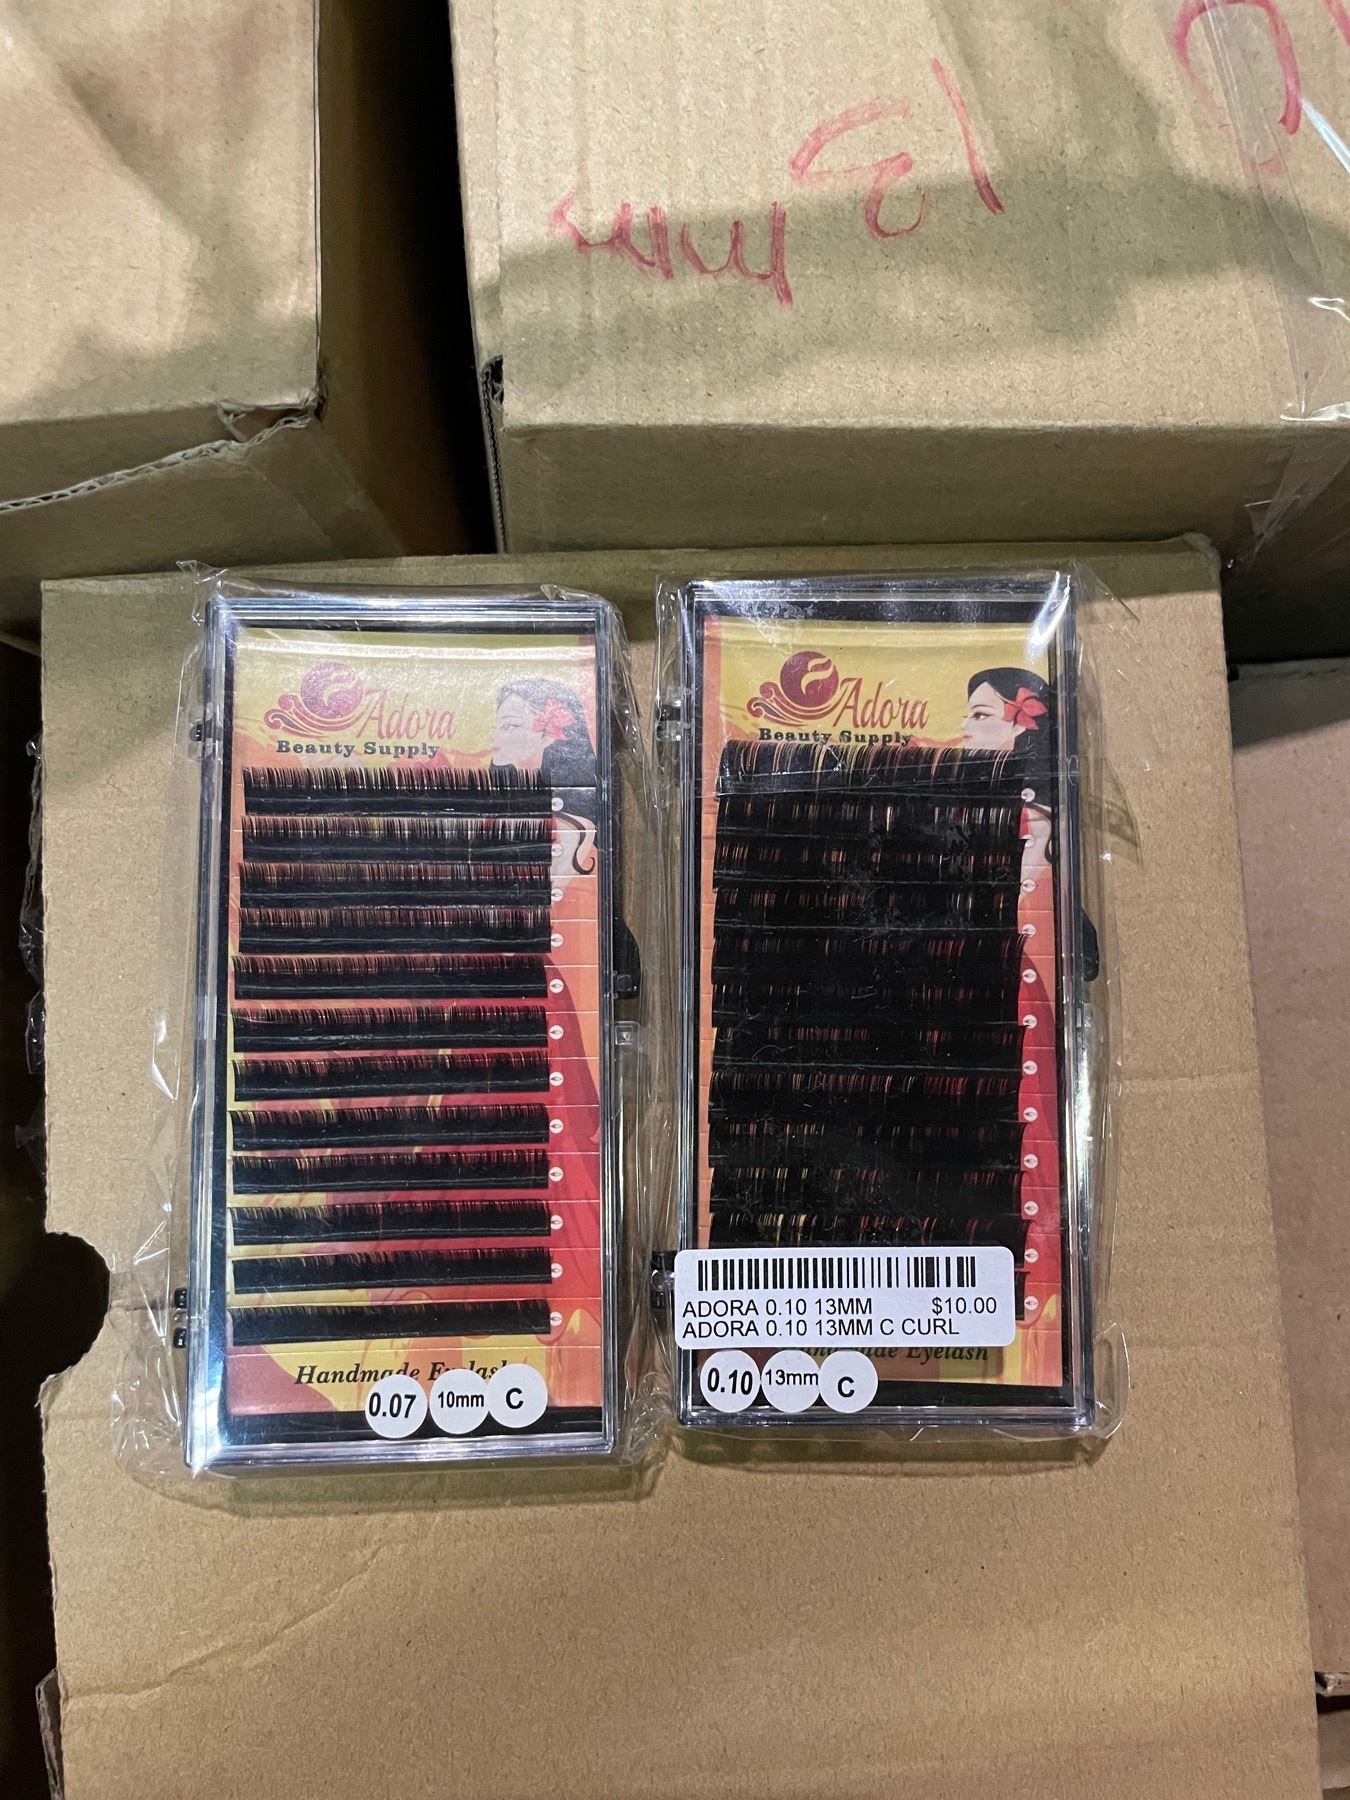 13
mm
Adora
Beauty Supply
Handmade Eyelash
0.07
10mm
C
Adora
Beauty Supply
ADORA 0.10 13MM $10.00
ADORA 0.10 13MM C CURL
Eyelash
0.10
13mm
C